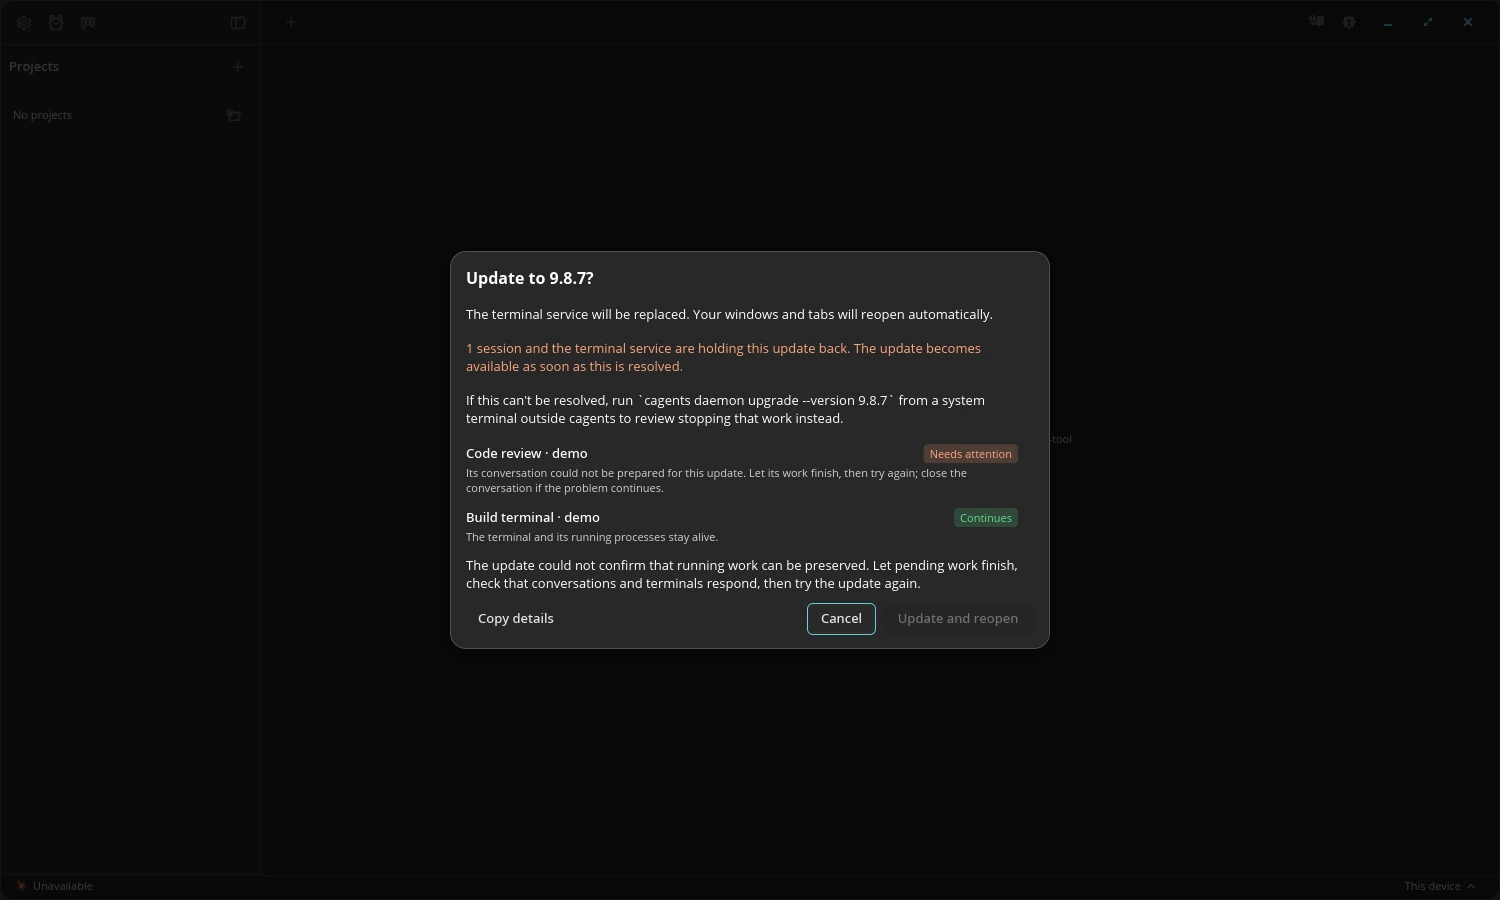 Projects
No projects
Update to 9.8.7?
The terminal service will be replaced. Your windows and tabs will reopen automatically.
1 session and the terminal service are holding this update back. The update becomes
available as soon as this is resolved.
If this can't be resolved, run `cagents daemon upgrade --version 9.8.7` from a system
terminal outside cagents to review stopping that work instead.
Code review · demo
Needs attention
Its conversation could not be prepared for this update. Let its work finish, then try again; close the
conversation if the problem continues.
Build terminal · demo
Continues
The terminal and its running processes stay alive.
The update could not confirm that running work can be preserved. Let pending work finish,
check that conversations and terminals respond, then try the update again.
Copy details
Cancel
Update and reopen
-tool
Unavailable
This device